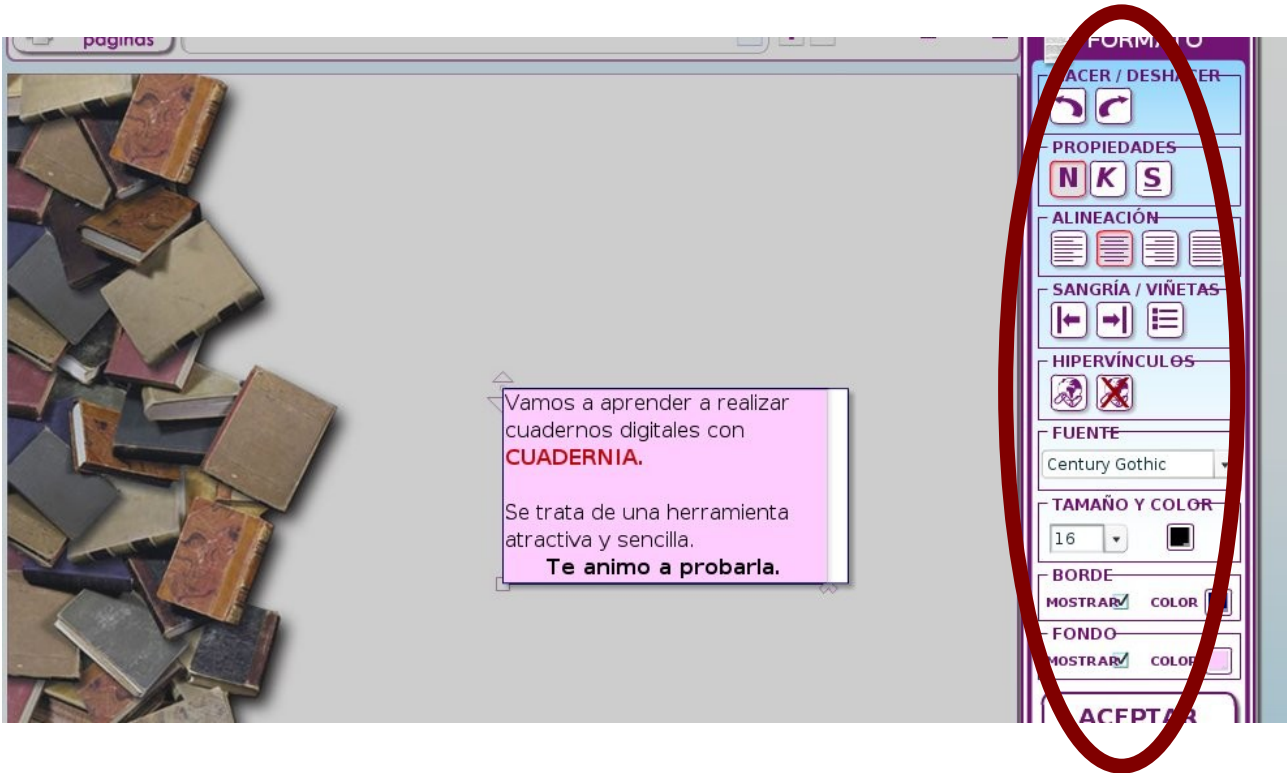 páginas
FORMATO
HACER / DESHACER
PROPIEDADES
N K S
ALINEACIÓN
SANGRÍA / VIÑETAS
HIPERVÍNCULOS
FUENTE
Century Gothic
TAMAÑO Y COLOR
16
BORDE
MOSTRAR COLOR
FONDO
MOSTRAR COLOR
ACEPTAR
Vamos a aprender a realizar
cuadernos digitales con
CUADERNIA.
Se trata de una herramienta
atractiva y sencilla.
Te animo a probarla.